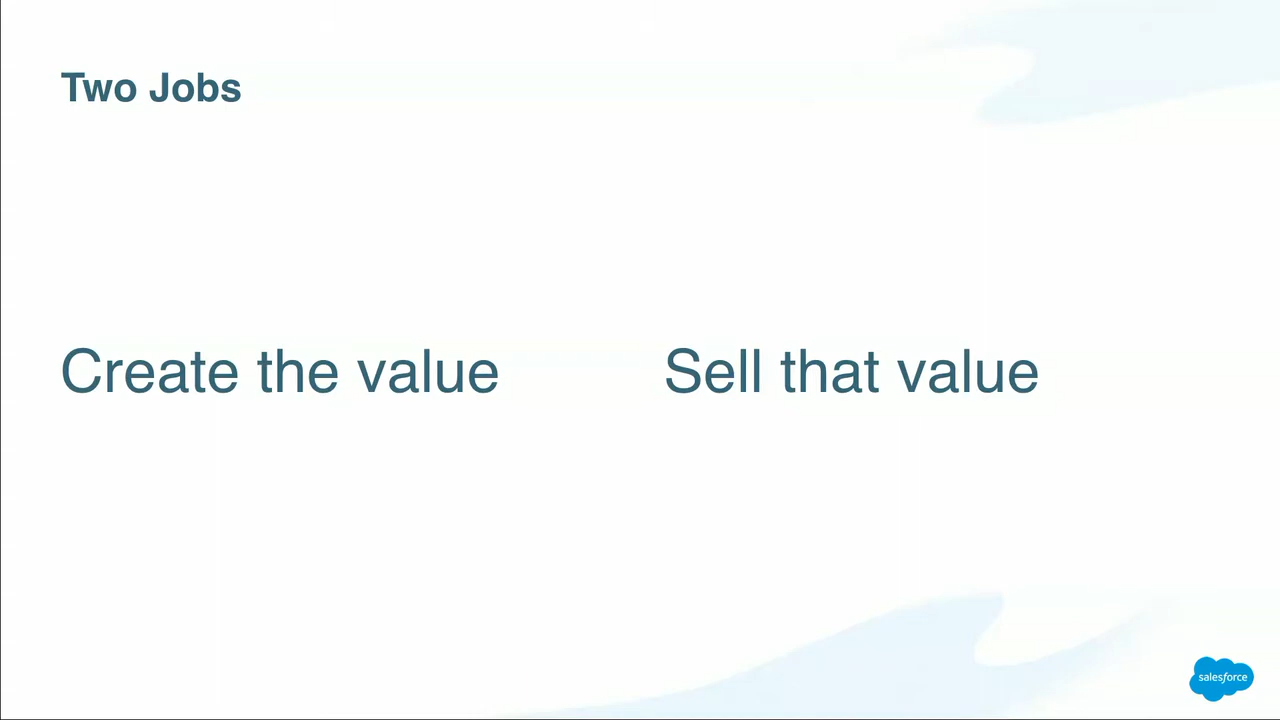 Two Jobs
Create the value
Sell that value
salesforce